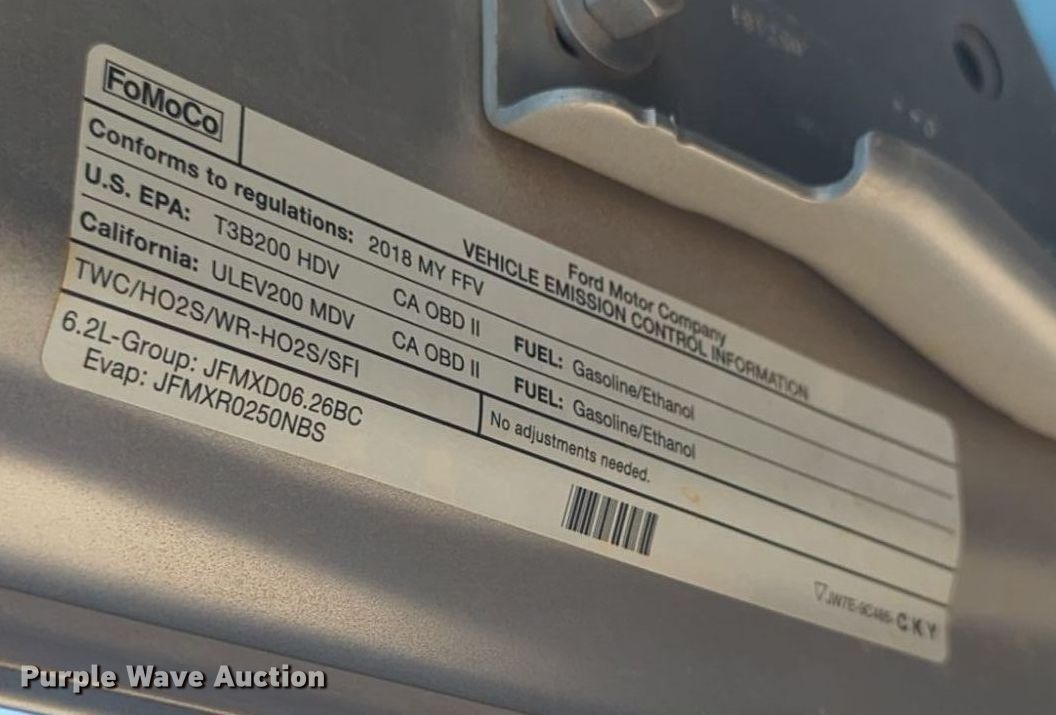 FoMoCo
Ford Motor Company
VEHICLE EMISSION CONTROL INFORMATION
Conforms to regulations: 2018 MY FFV
U.S. EPA: T3B200 HDV CA OBD II FUEL: Gasoline/Ethanol
California: ULEV200 MDV CA OBD II FUEL: Gasoline/Ethanol
TWC/HO2S/WR-HO2S/SFI No adjustments needed.
6.2L-Group: JFMXD06.26BC
Evap: JFMXR0250NBS
JW7E-9C485- CKY
Purple Wave Auction